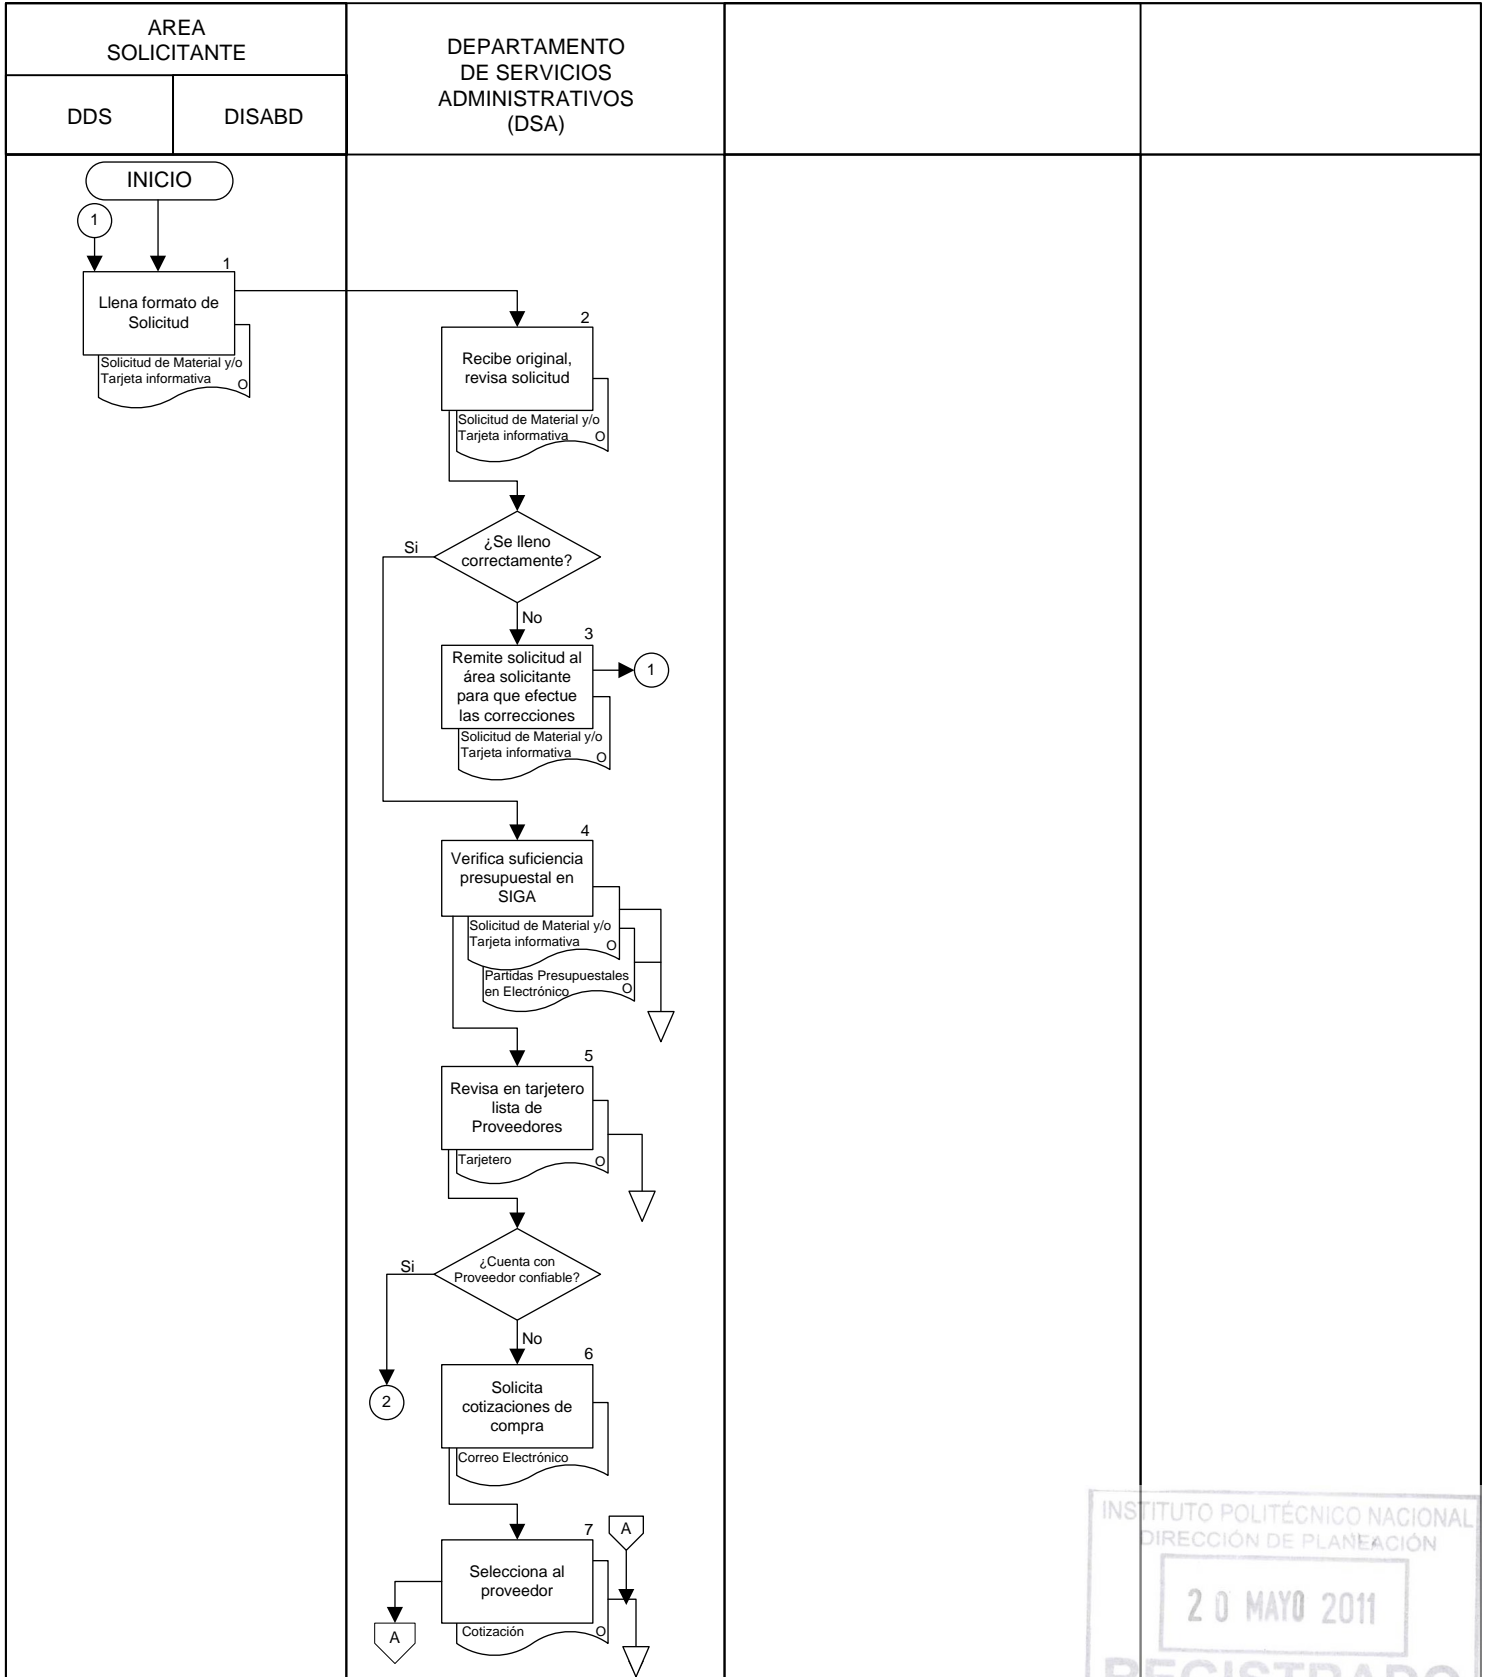 AREA
SOLICITANTE
DDS
DISABD
DEPARTAMENTO
DE SERVICIOS
ADMINISTRATIVOS
(DSA)
INICIO
1
1
Llena formato de
Solicitud
Solicitud de Material y/o
Tarjeta informativa
O
2
Recibe original,
revisa solicitud
Solicitud de Material y/o
Tarjeta informativa
O
¿Se lleno
correctamente?
Si
No
3
Remite solicitud al
área solicitante
para que efectue
las correcciones
1
Solicitud de Material y/o
Tarjeta informativa
O
4
Verifica suficiencia
presupuestal en
SIGA
Solicitud de Material y/o
Tarjeta informativa
O
Partidas Presupuestales
en Electrónico
O
5
Revisa en tarjetero
lista de
Proveedores
Tarjetero
O
¿Cuenta con
Proveedor confiable?
Si
No
2
6
Solicita
cotizaciones de
compra
Correo Electrónico
7
A
Selecciona al
proveedor
A
Cotización
O
INSTITUTO POLITÉCNICO NACIONAL
DIRECCIÓN DE PLANEACIÓN
20 MAYO 2011
REGISTRADO